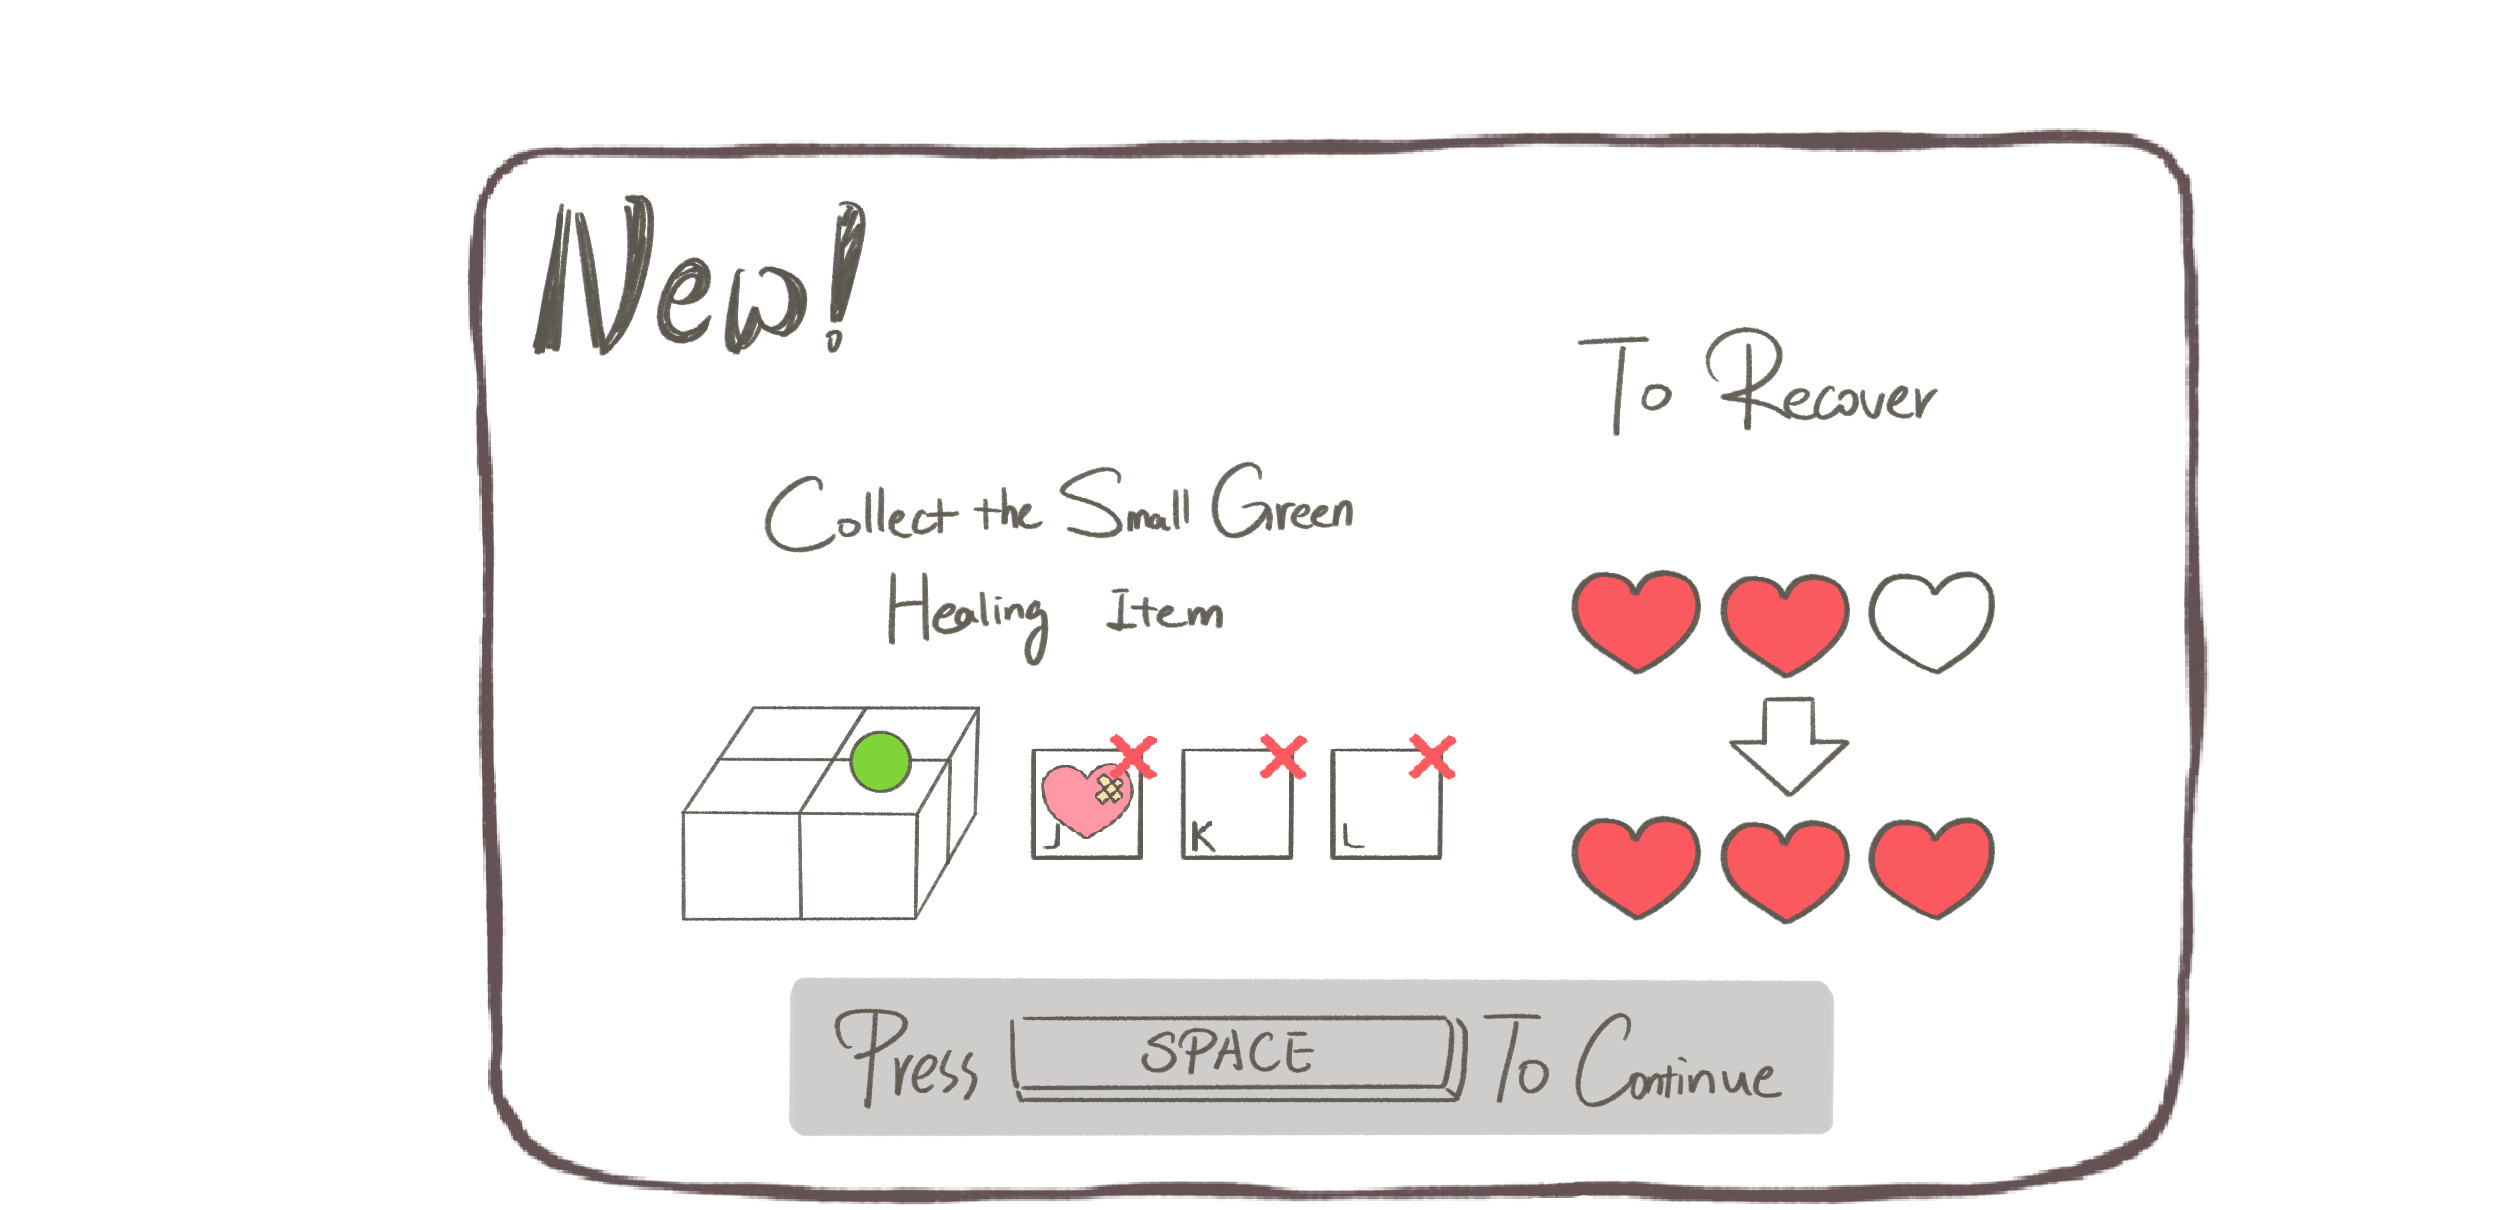 New!
To Recover
Collect the Small Green
Healing Item
J K L
Press SPACE To Continue